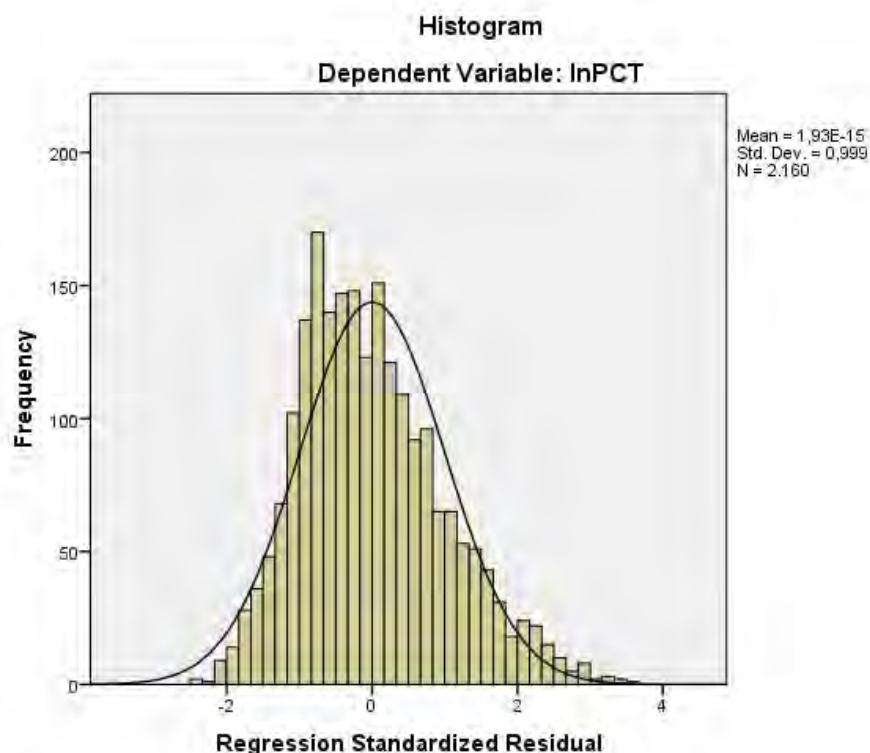 Histogram
Dependent Variable: lnPCT
Mean = 1,93E-15
Std. Dev. = 0,999
N = 2.160
200
150
100
50
0
Frequency
-2
0
2
4
Regression Standardized Residual